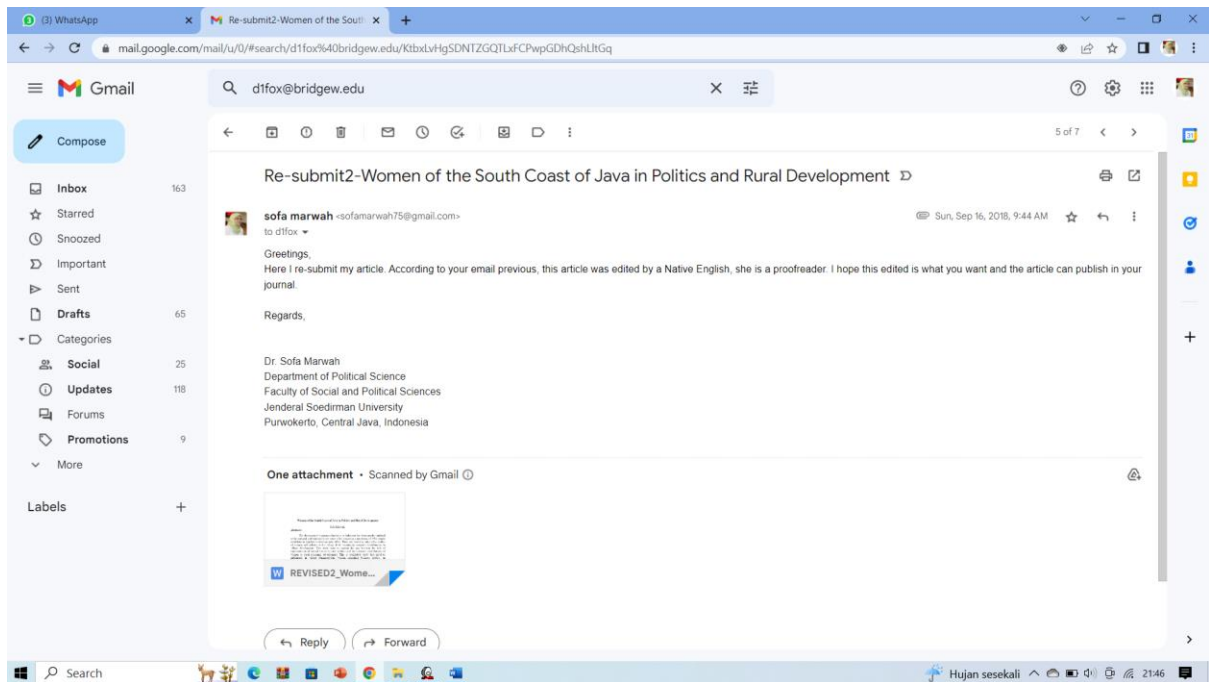 (3) WhatsApp
Re-submit2-Women of the South
mail.google.com/mail/u/0/#search/d1fox%40bridgew.edu/KtbxLvHgSDNTZGQTLxFCPwpGDhQshLltGq
Gmail
d1fox@bridgew.edu
Compose
5 of 7
31
Re-submit2-Women of the South Coast of Java in Politics and Rural Development
Inbox 163
Starred
Snoozed
Important
Sent
Drafts 65
Categories
Social 25
Updates 118
Forums
Promotions 9
More
Labels
sofa marwah <sofamarwah75@gmail.com>
Sun, Sep 16, 2018, 9:44 AM
to d1fox
Greetings,
Here I re-submit my article. According to your email previous, this article was edited by a Native English, she is a proofreader. I hope this edited is what you want and the article can publish in your
journal.
Regards,
Dr. Sofa Marwah
Department of Political Science
Faculty of Social and Political Sciences
Jenderal Soedirman University
Purwokerto, Central Java, Indonesia
One attachment • Scanned by Gmail
W REVISED2_Wome...
Reply
Forward
Search
Hujan sesekali
21:46